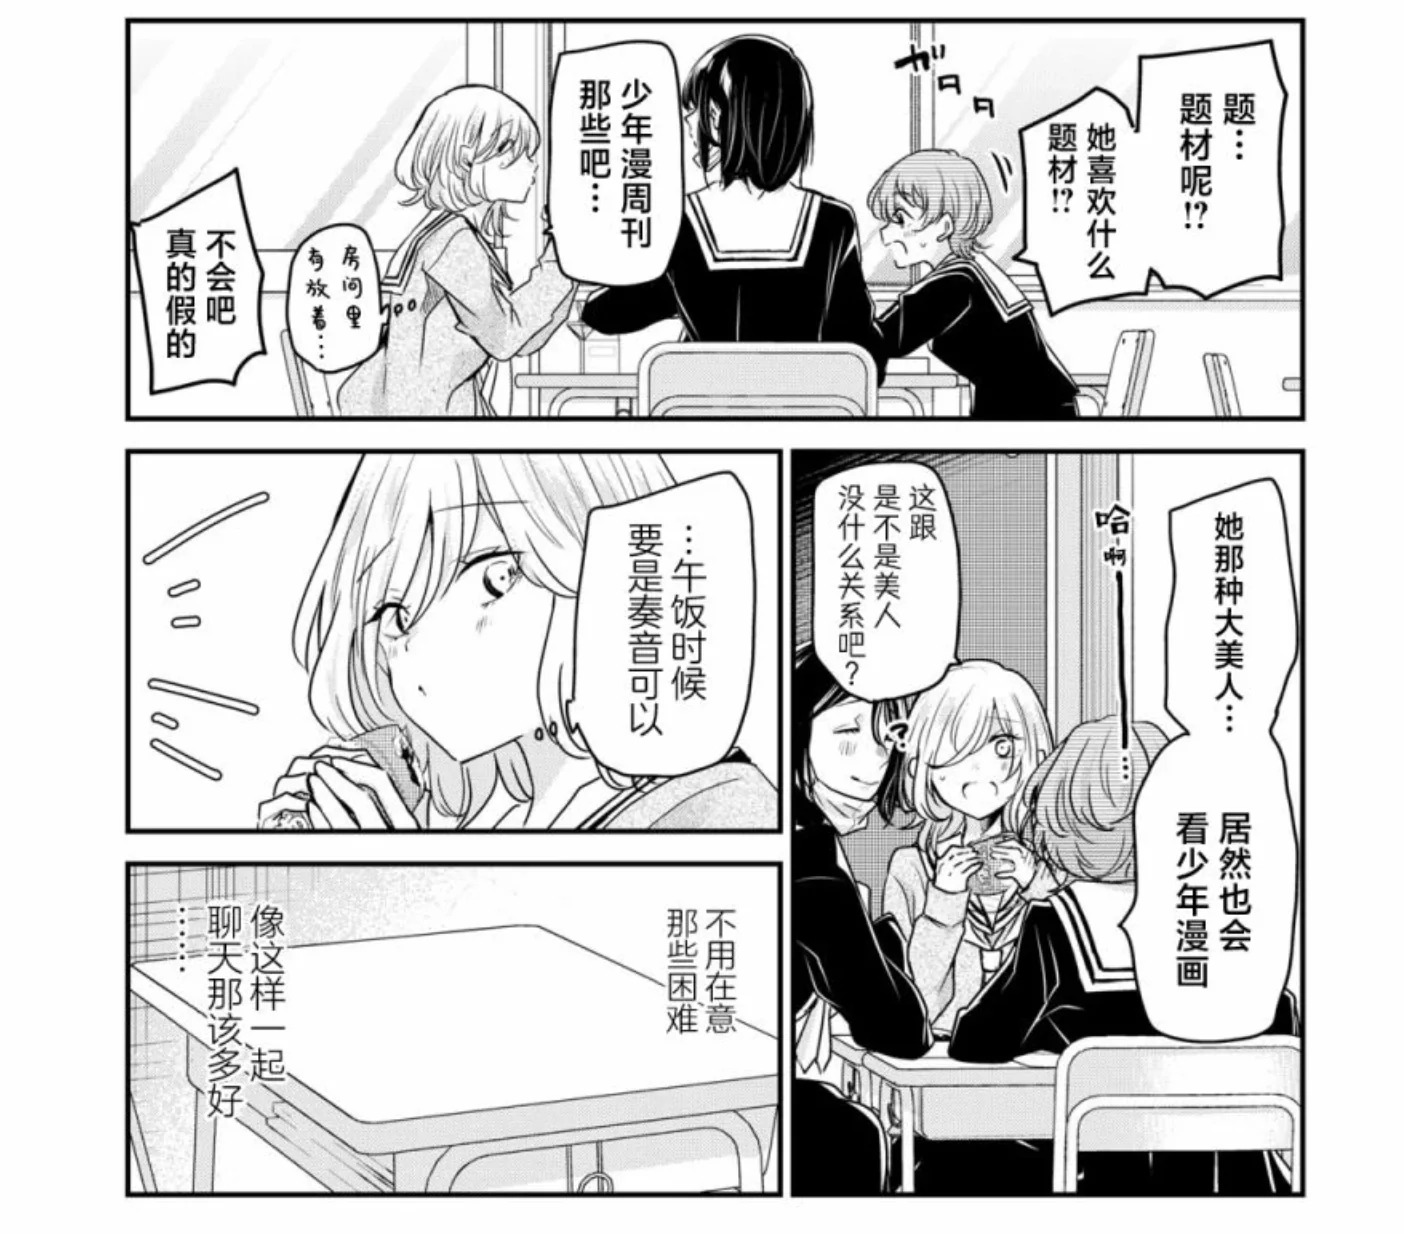 题…
题材呢!?
她喜欢什么
题材!?
ガタタ
少年漫周刊
那些吧…
房间里
有放着…
不会吧
真的假的
她那种大美人…
居然也会
看少年漫画
哈啊……
这跟
是不是美人
没什么关系吧？
?
…午饭时候
要是奏音可以
不用在意
那些困难
像这样一起
聊天那该多好
……